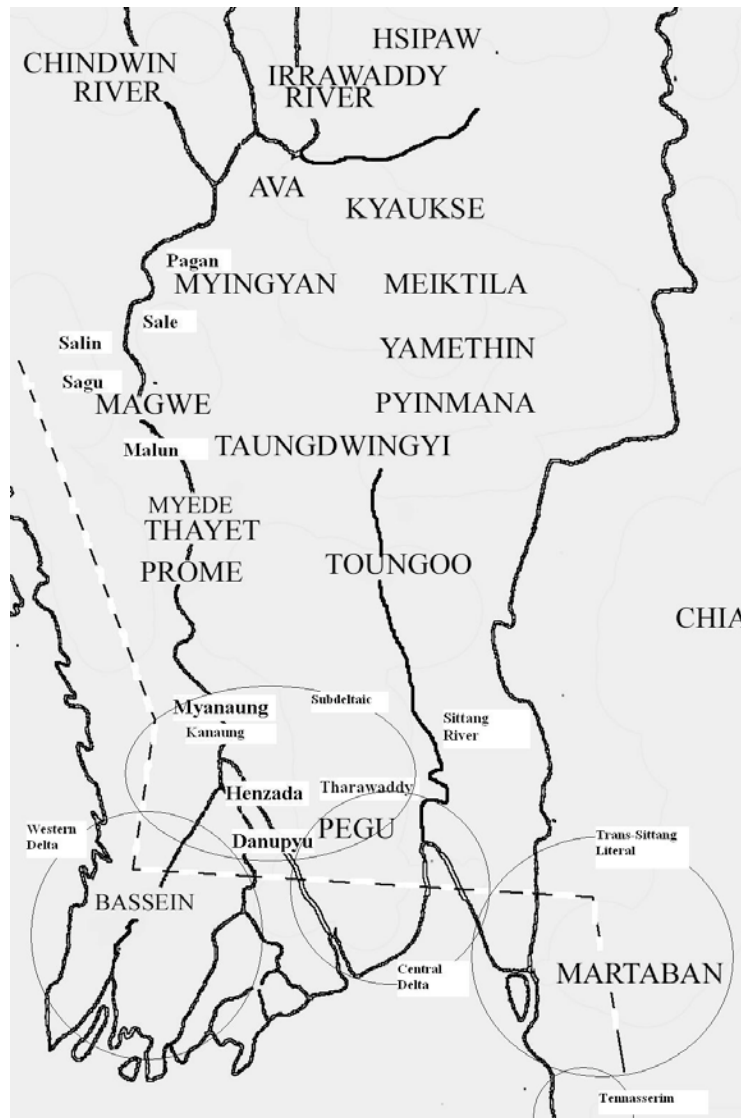 HSIPAW
CHINDWIN
RIVER
IRRAWADDY
RIVER
AVA
KYAUKSE
Pagan
MYINGYAN
MEIKTILA
Sale
Salin
YAMETHIN
Sagu
MAGWE
PYINMANA
Malun
TAUNGDWINGYI
MYEDE
THAYET
PROME
TOUNGOO
CHIA
Myanaung
Subdeltaic
Kanaung
Sittang
River
Henzada
Tharawaddy
Western
Delta
Danupyu
PEGU
Trans-Sittang
Literal
BASSEIN
Central
Delta
MARTABAN
Tennasserim